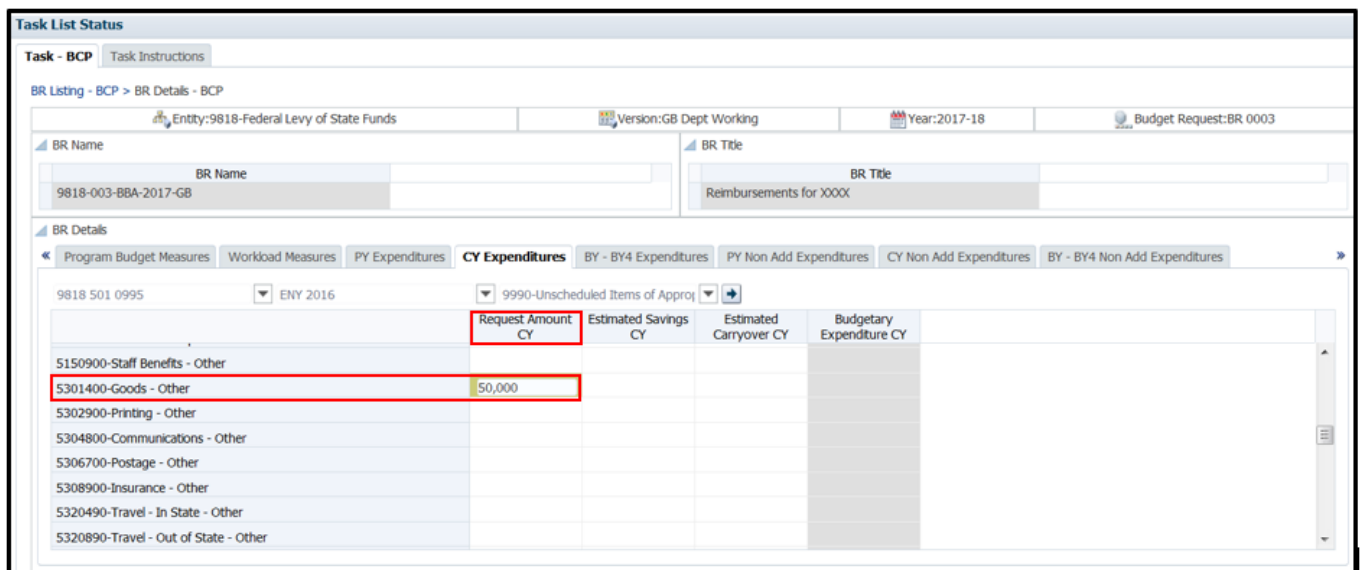 Task List Status
Task - BCP Task Instructions
BR Listing - BCP > BR Details - BCP
Entity:9818-Federal Levy of State Funds Version:GB Dept Working Year:2017-18 Budget Request:BR 0003
BR Name BR Title
BR Name BR Title
9818-003-BBA-2017-GB Reimbursements for XXXX
BR Details
« Program Budget Measures Workload Measures PY Expenditures CY Expenditures BY - BY4 Expenditures PY Non Add Expenditures CY Non Add Expenditures BY - BY4 Non Add Expenditures »
9818 501 0995 ENY 2016 9990-Unscheduled Items of Approp
Request Amount Estimated Savings Estimated Budgetary
CY CY Carryover CY Expenditure CY
5150900-Staff Benefits - Other
5301400-Goods - Other 50,000
5302900-Printing - Other
5304800-Communications - Other
5306700-Postage - Other
5308900-Insurance - Other
5320490-Travel - In State - Other
5320890-Travel - Out of State - Other